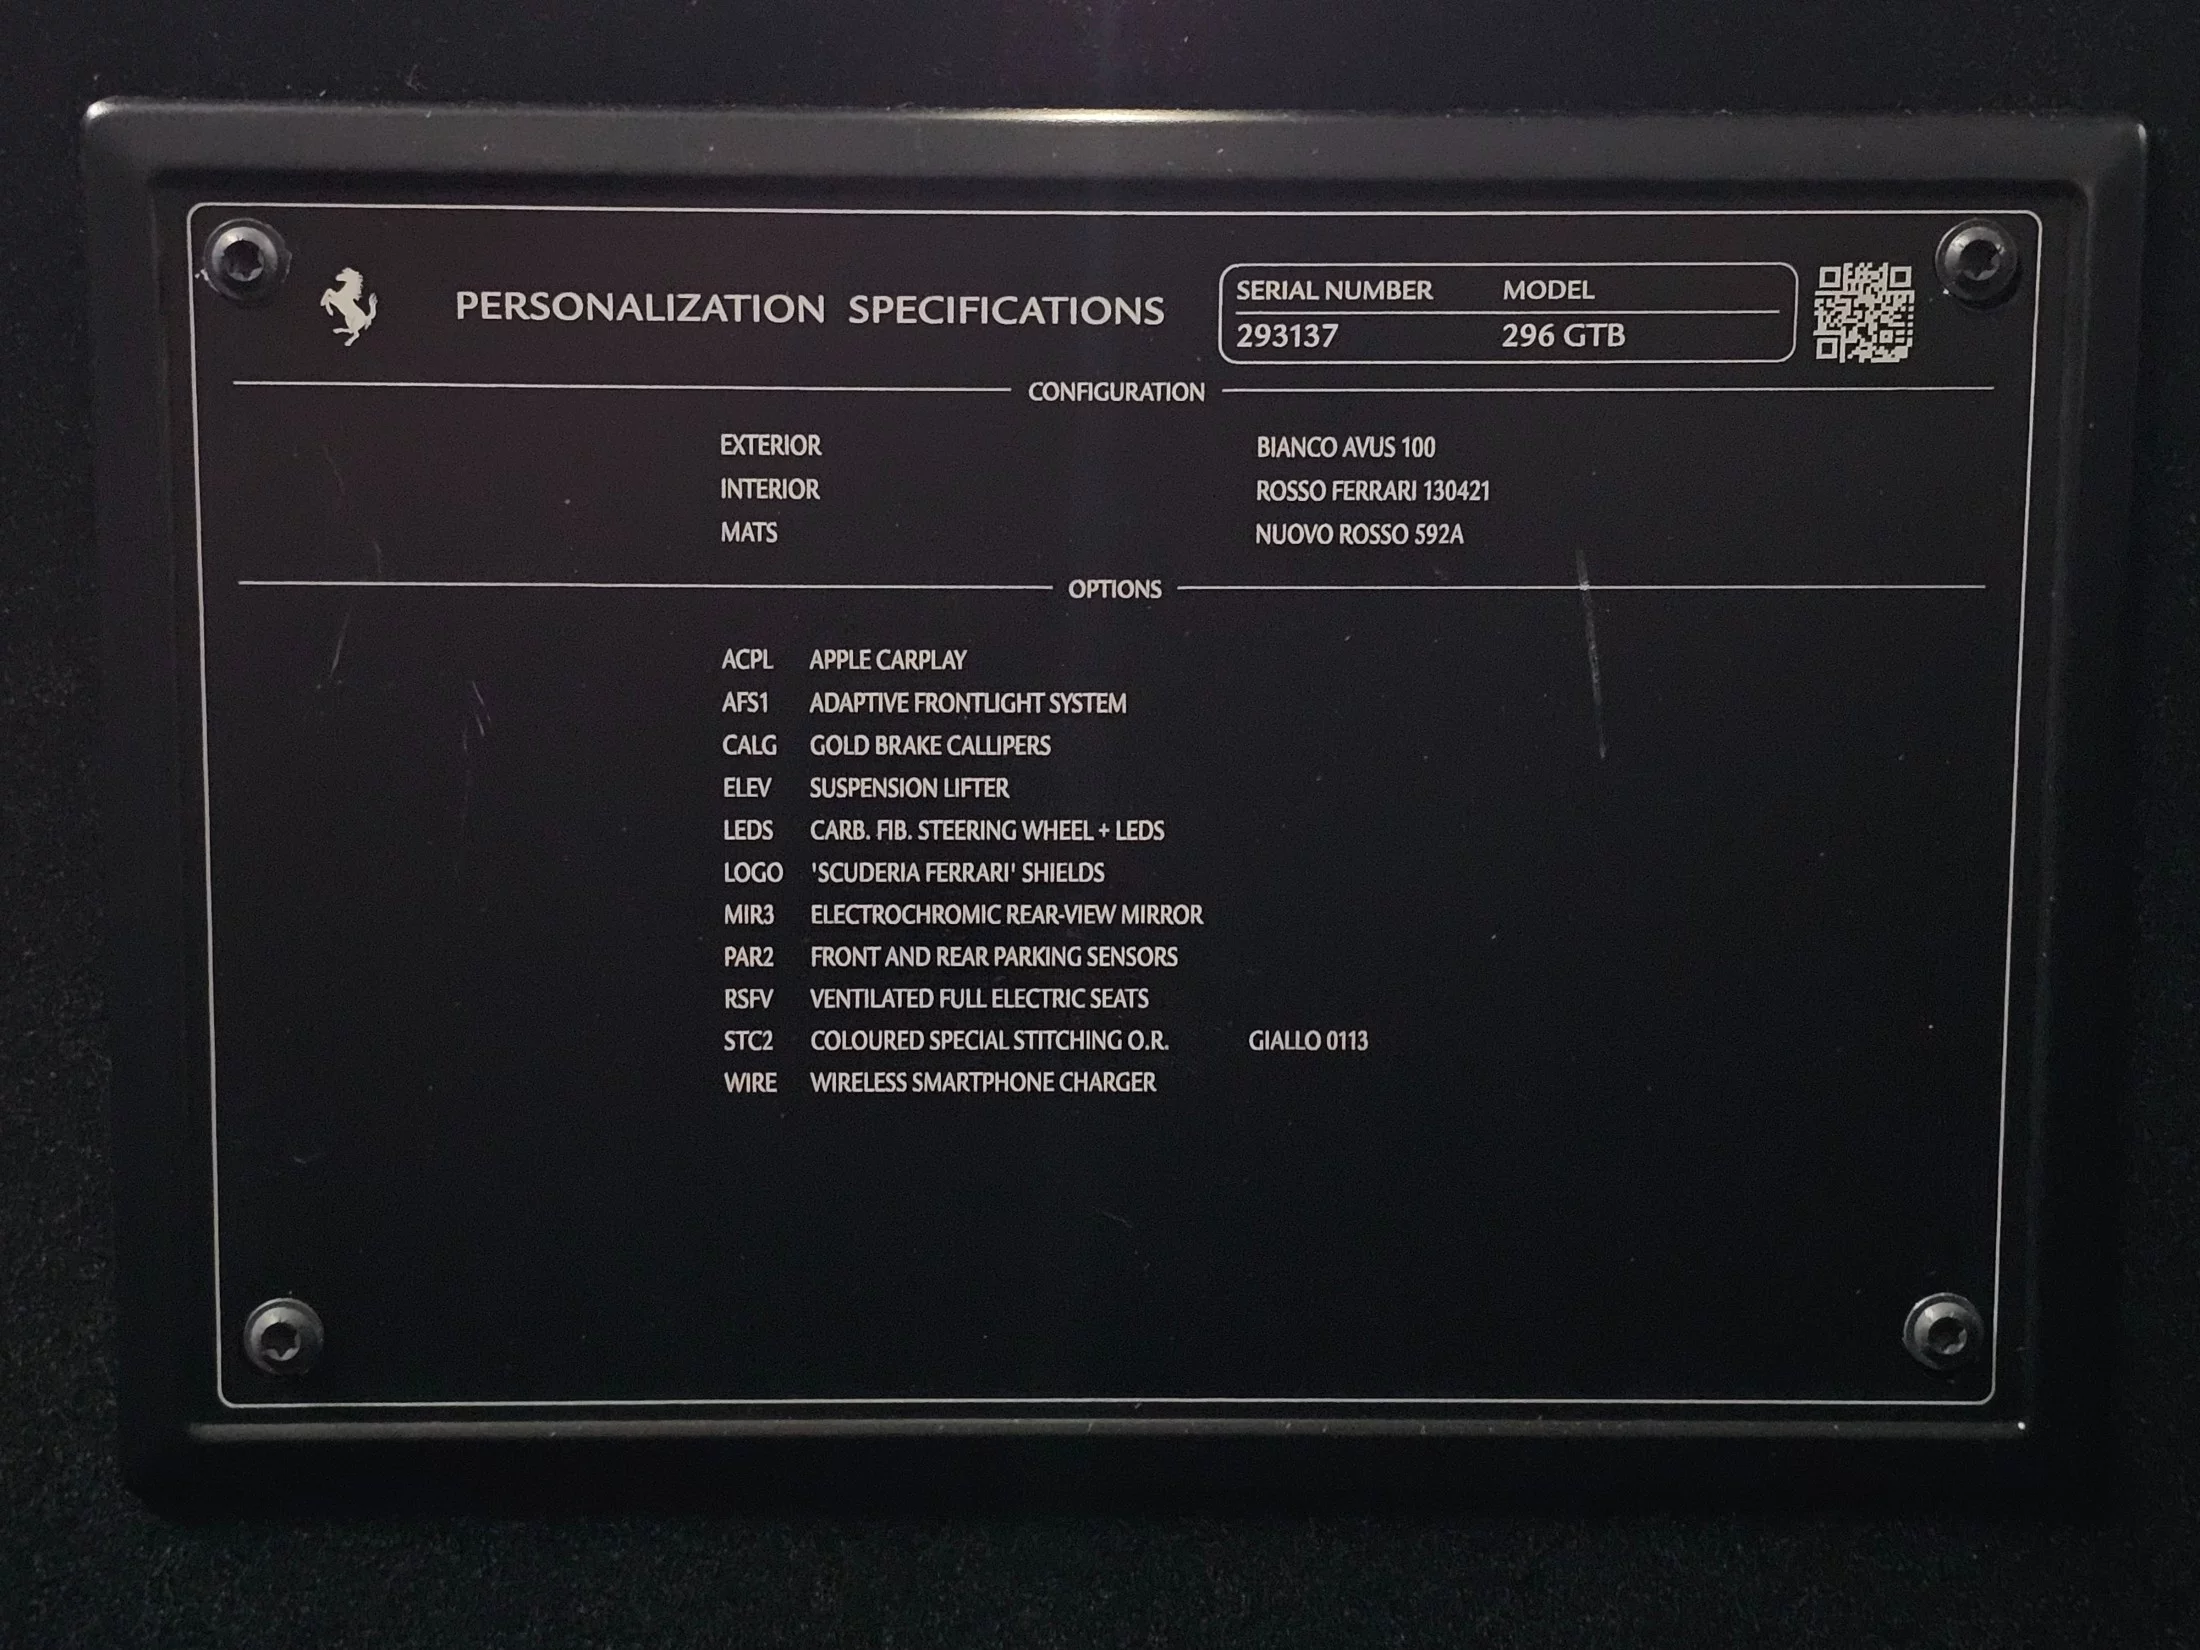 PERSONALIZATION SPECIFICATIONS
SERIAL NUMBER MODEL
293137 296 GTB
CONFIGURATION
EXTERIOR BIANCO AVUS 100
INTERIOR ROSSO FERRARI 130421
MATS NUOVO ROSSO 592A
OPTIONS
ACPL APPLE CARPLAY
AFS1 ADAPTIVE FRONTLIGHT SYSTEM
CALG GOLD BRAKE CALLIPERS
ELEV SUSPENSION LIFTER
LEDS CARB. FIB. STEERING WHEEL + LEDS
LOGO 'SCUDERIA FERRARI' SHIELDS
MIR3 ELECTROCHROMIC REAR-VIEW MIRROR
PAR2 FRONT AND REAR PARKING SENSORS
RSFV VENTILATED FULL ELECTRIC SEATS
STC2 COLOURED SPECIAL STITCHING O.R. GIALLO 0113
WIRE WIRELESS SMARTPHONE CHARGER